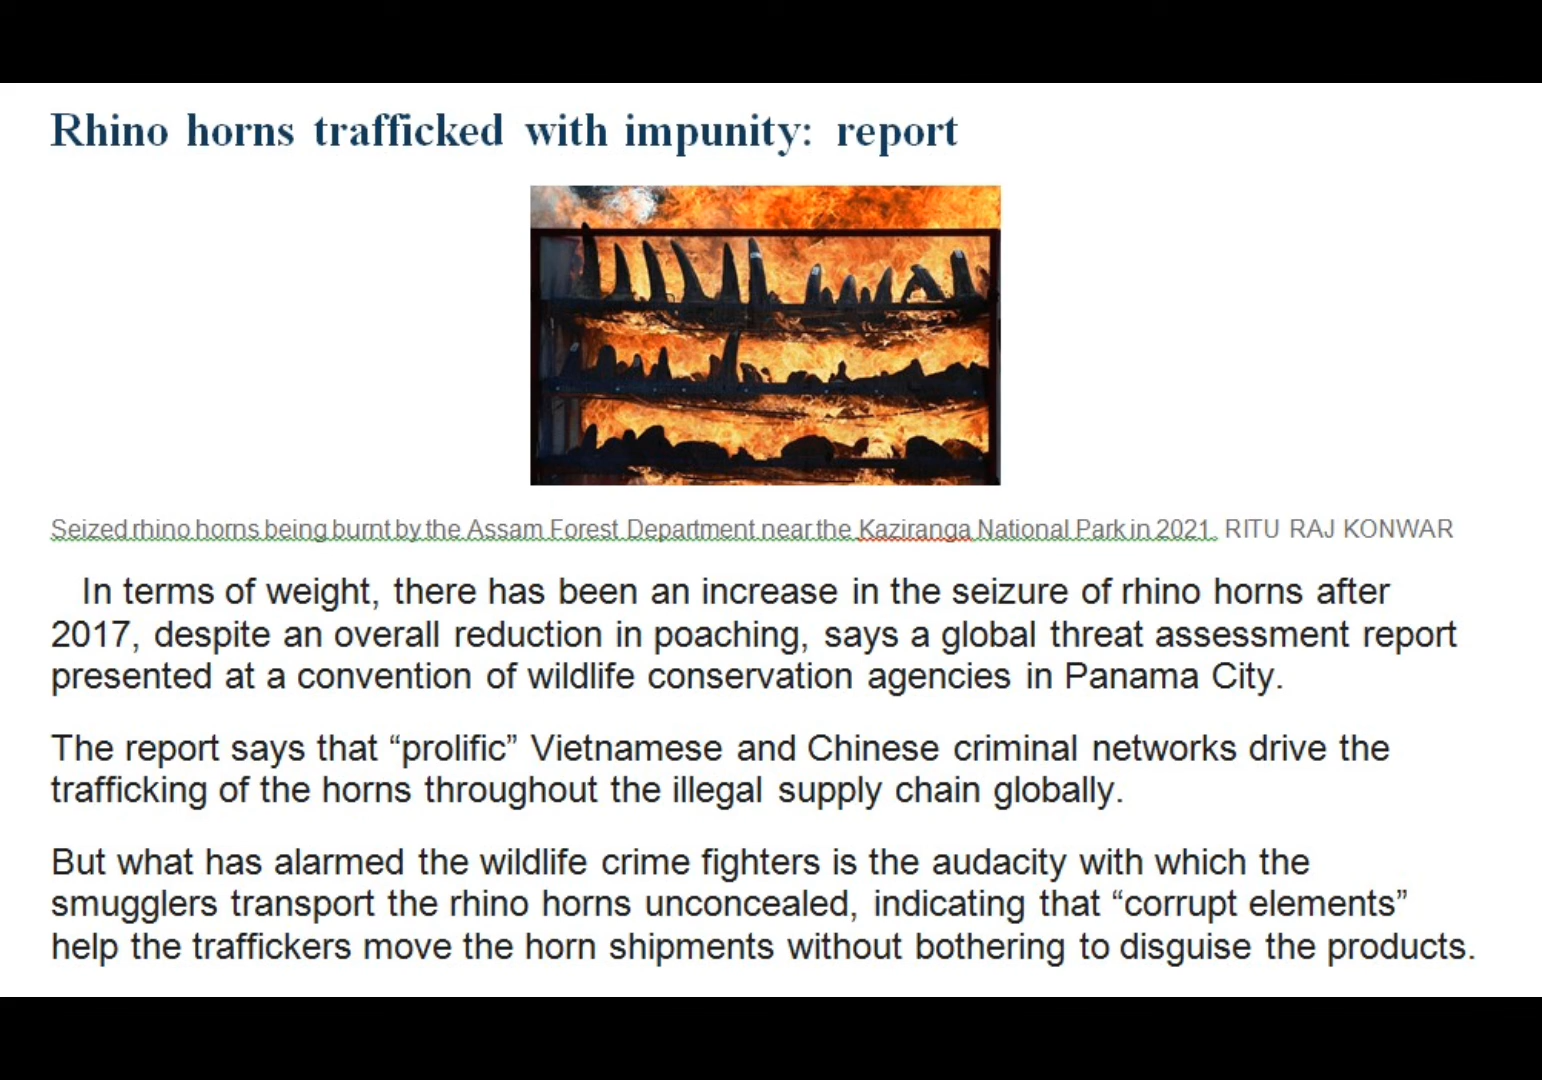 Rhino horns trafficked with impunity: report
Seized rhino horns being burnt by the Assam Forest Department near the Kaziranga National Park in 2021. RITU RAJ KONWAR
In terms of weight, there has been an increase in the seizure of rhino horns after
2017, despite an overall reduction in poaching, says a global threat assessment report
presented at a convention of wildlife conservation agencies in Panama City.
The report says that “prolific” Vietnamese and Chinese criminal networks drive the
trafficking of the horns throughout the illegal supply chain globally.
But what has alarmed the wildlife crime fighters is the audacity with which the
smugglers transport the rhino horns unconcealed, indicating that “corrupt elements”
help the traffickers move the horn shipments without bothering to disguise the products.